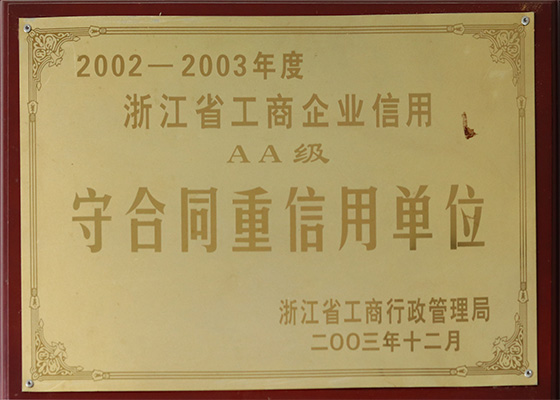 2002—2003年度
浙江省工商企业信用
AA级
守合同重信用单位
浙江省工商行政管理局
二OO三年十二月